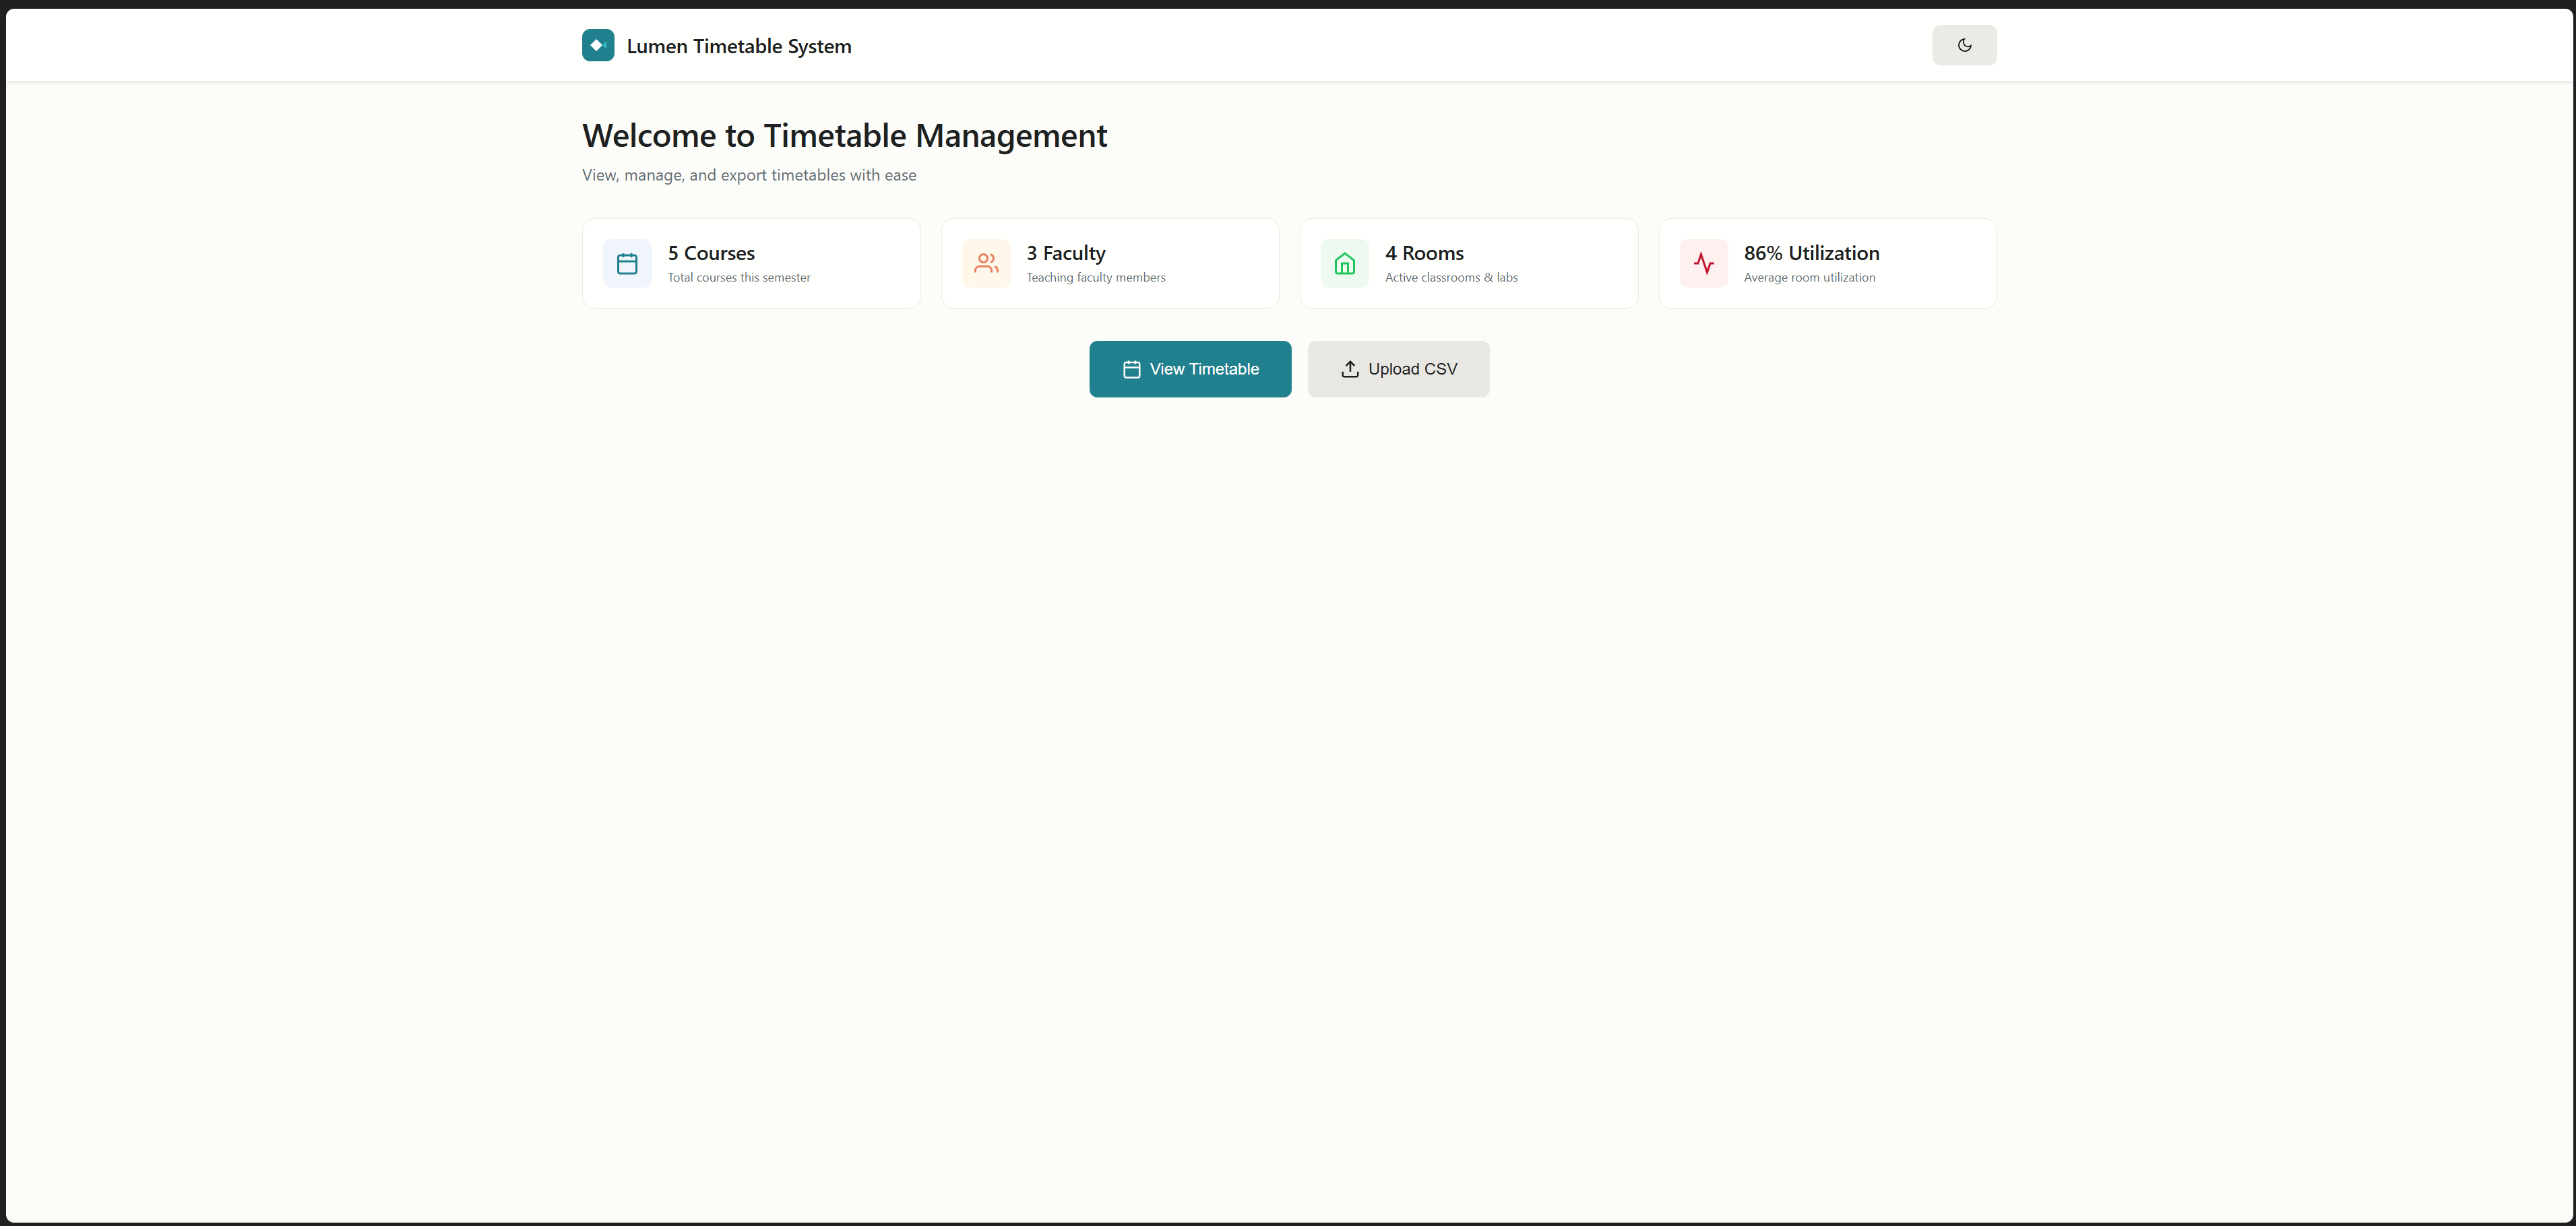 Lumen Timetable System
Welcome to Timetable Management
View, manage, and export timetables with ease
5 Courses
Total courses this semester
3 Faculty
Teaching faculty members
4 Rooms
Active classrooms & labs
86% Utilization
Average room utilization
View Timetable
Upload CSV